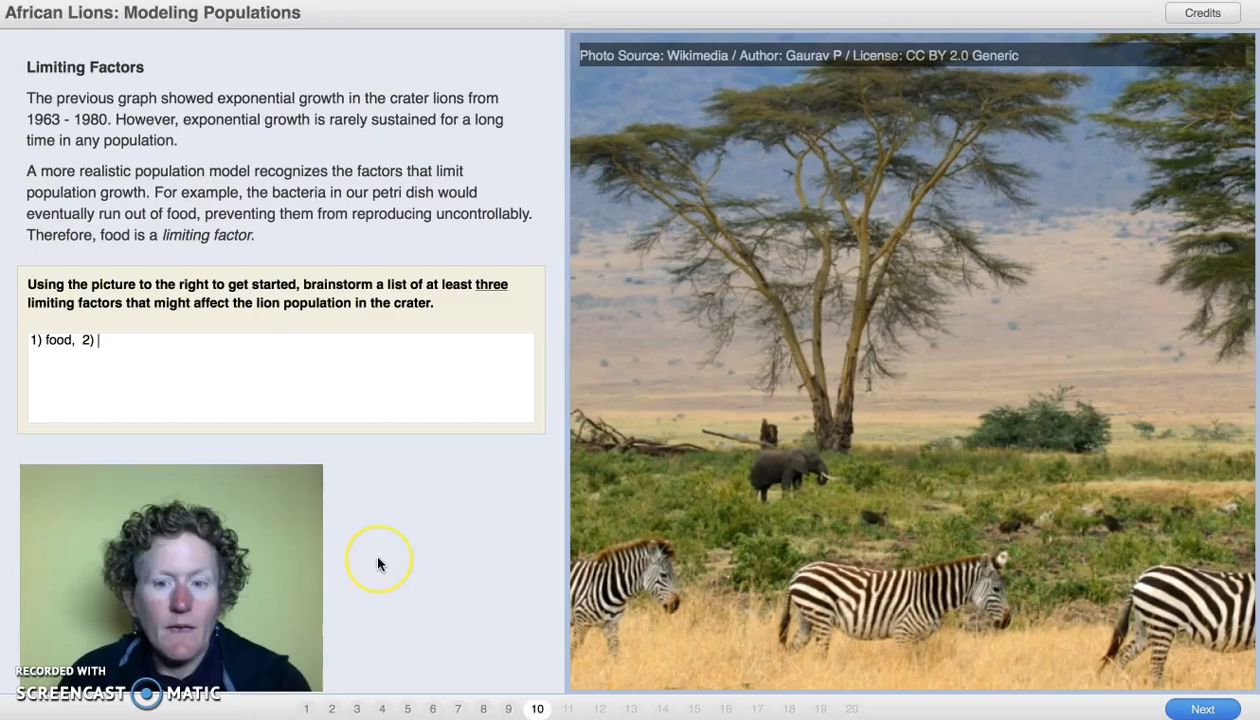 African Lions: Modeling Populations
Credits
Limiting Factors
The previous graph showed exponential growth in the crater lions from
1963 - 1980. However, exponential growth is rarely sustained for a long
time in any population.
A more realistic population model recognizes the factors that limit
population growth. For example, the bacteria in our petri dish would
eventually run out of food, preventing them from reproducing uncontrollably.
Therefore, food is a limiting factor.
Using the picture to the right to get started, brainstorm a list of at least three
limiting factors that might affect the lion population in the crater.
1) food,  2)
Photo Source: Wikimedia / Author: Gaurav P / License: CC BY 2.0 Generic
RECORDED WITH
SCREENCAST MATIC
1 2 3 4 5 6 7 8 9 10 11 12 13 14 15 16 17 18 19 20
Next